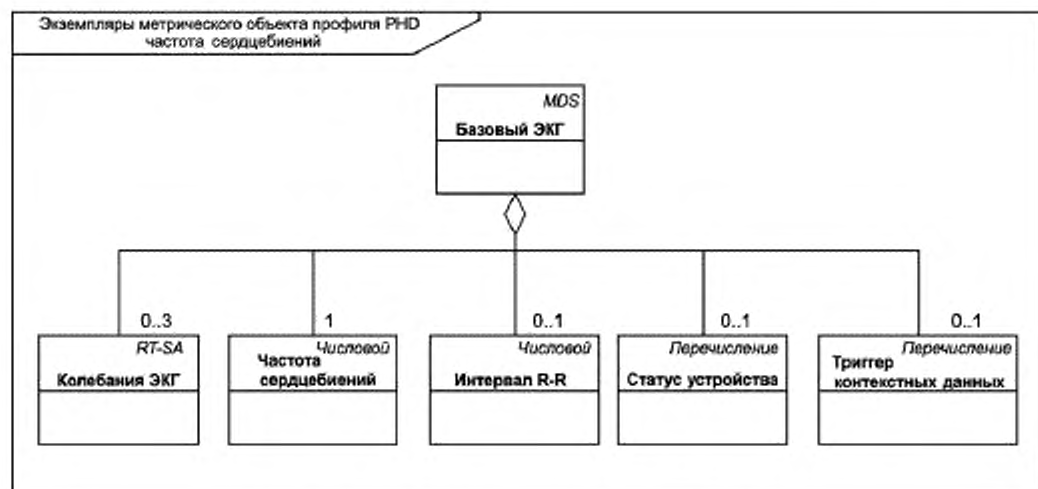 Экземпляры метрического объекта профиля PHD
частота сердцебиений
MDS
Базовый ЭКГ
0..3
1
0..1
0..1
0..1
RT-SA
Колебания ЭКГ
Числовой
Частота
сердцебиений
Числовой
Интервал R-R
Перечисление
Статус устройства
Перечисление
Триггер
контекстных данных